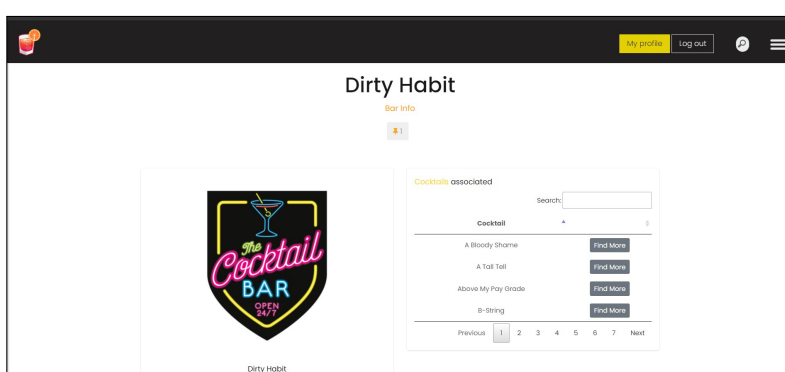 My profile Log out
Dirty Habit
Bar Info
1
The
Cocktail
BAR
OPEN
24/7
Dirty Habit
Cocktails associated
Search:
Cocktail
A Bloody Shame Find More
A Tall Tell Find More
Above My Pay Grade Find More
B-String Find More
Previous 1 2 3 4 5 6 7 Next